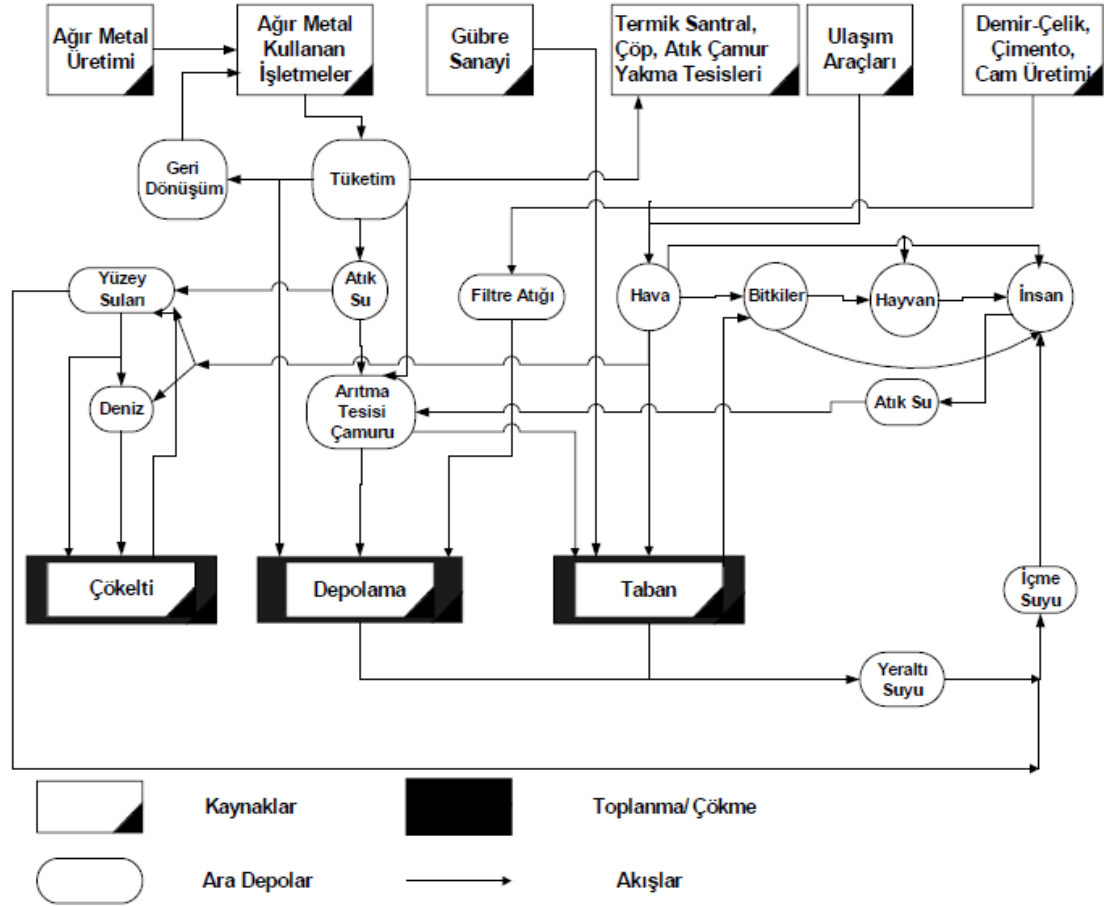 Ağır Metal
Üretimi
Ağır Metal
Kullanan
İşletmeler
Gübre
Sanayi
Termik Santral,
Çöp, Atık Çamur
Yakma Tesisleri
Ulaşım
Araçları
Demir-Çelik,
Çimento,
Cam Üretimi
Geri
Dönüşüm
Tüketim
Yüzey
Suları
Atık
Su
Filtre Atığı
Hava
Bitkiler
Hayvan
İnsan
Deniz
Arıtma
Tesisi
Çamuru
Atık Su
Çökelti
Depolama
Taban
İçme
Suyu
Yeraltı
Suyu
Kaynaklar
Toplanma/ Çökme
Ara Depolar
Akışlar